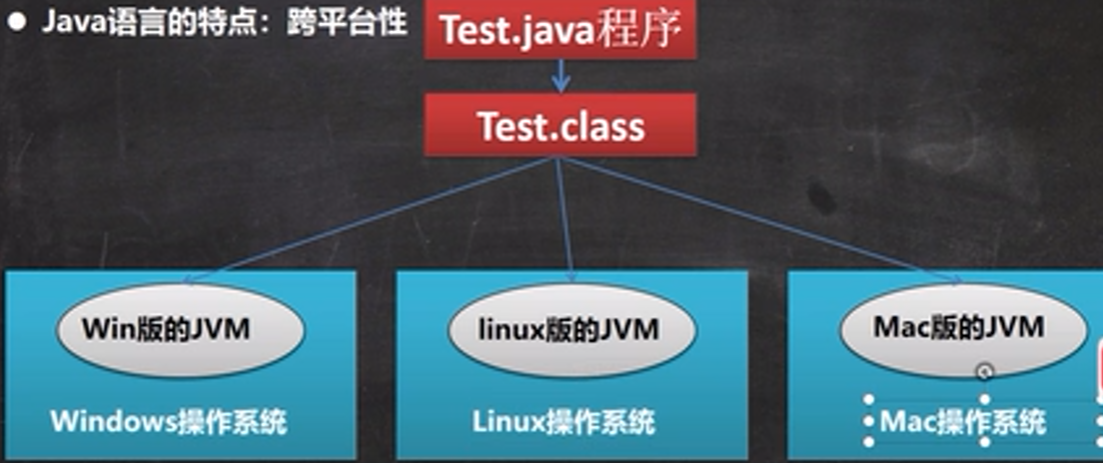 ● Java语言的特点：跨平台性
Test.java程序
Test.class
Win版的JVM
linux版的JVM
Mac版的JVM
Windows操作系统
Linux操作系统
Mac操作系统